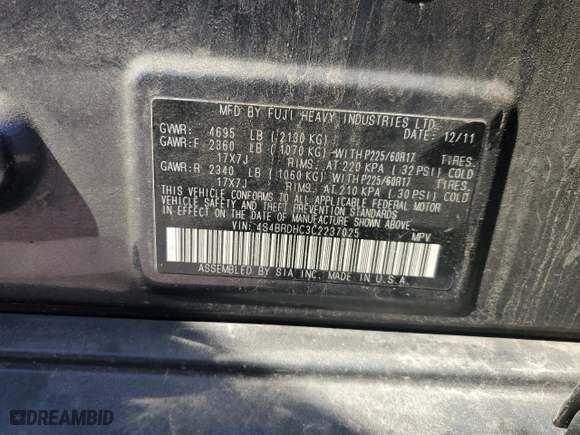 MFD BY FUJI HEAVY INDUSTRIES LTD.
DATE: 12/11
GVWR: 4695 LB (2130 KG)
GAWR:F 2360 LB (1070 KG) WITH P225/60R17 TIRES,
17X7J RIMS, AT 220 KPA (32 PSI) COLD
GAWR:R 2340 LB (1060 KG) WITH P225/60R17 TIRES,
17X7J RIMS, AT 210 KPA (30 PSI) COLD
THIS VEHICLE CONFORMS TO ALL APPLICABLE FEDERAL MOTOR
VEHICLE SAFETY AND THEFT PREVENTION STANDARDS
IN EFFECT ON THE DATE OF MANUFACTURE SHOWN ABOVE.
VIN: 4S4BRDHC3C2237025 MPV
ASSEMBLED BY SIA INC. MADE IN U.S.A.
DREAMBID